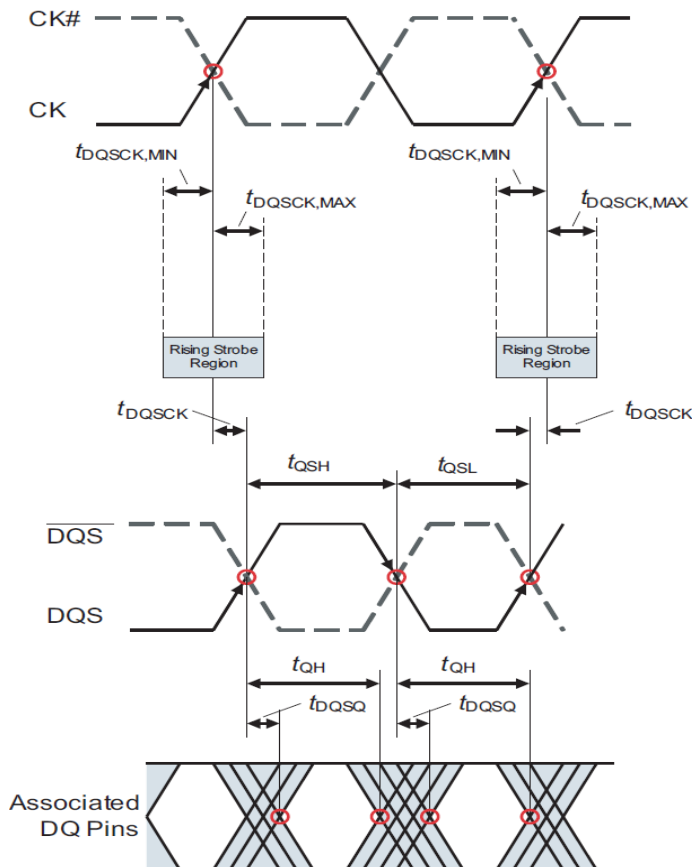 CK#
CK
tDQSCK,MIN
tDQSCK,MIN
tDQSCK,MAX
tDQSCK,MAX
Rising Strobe
Region
Rising Strobe
Region
tDQSCK
tDQSCK
tQSH
tQSL
DQS
DQS
tQH
tQH
tDQSQ
tDQSQ
Associated
DQ Pins